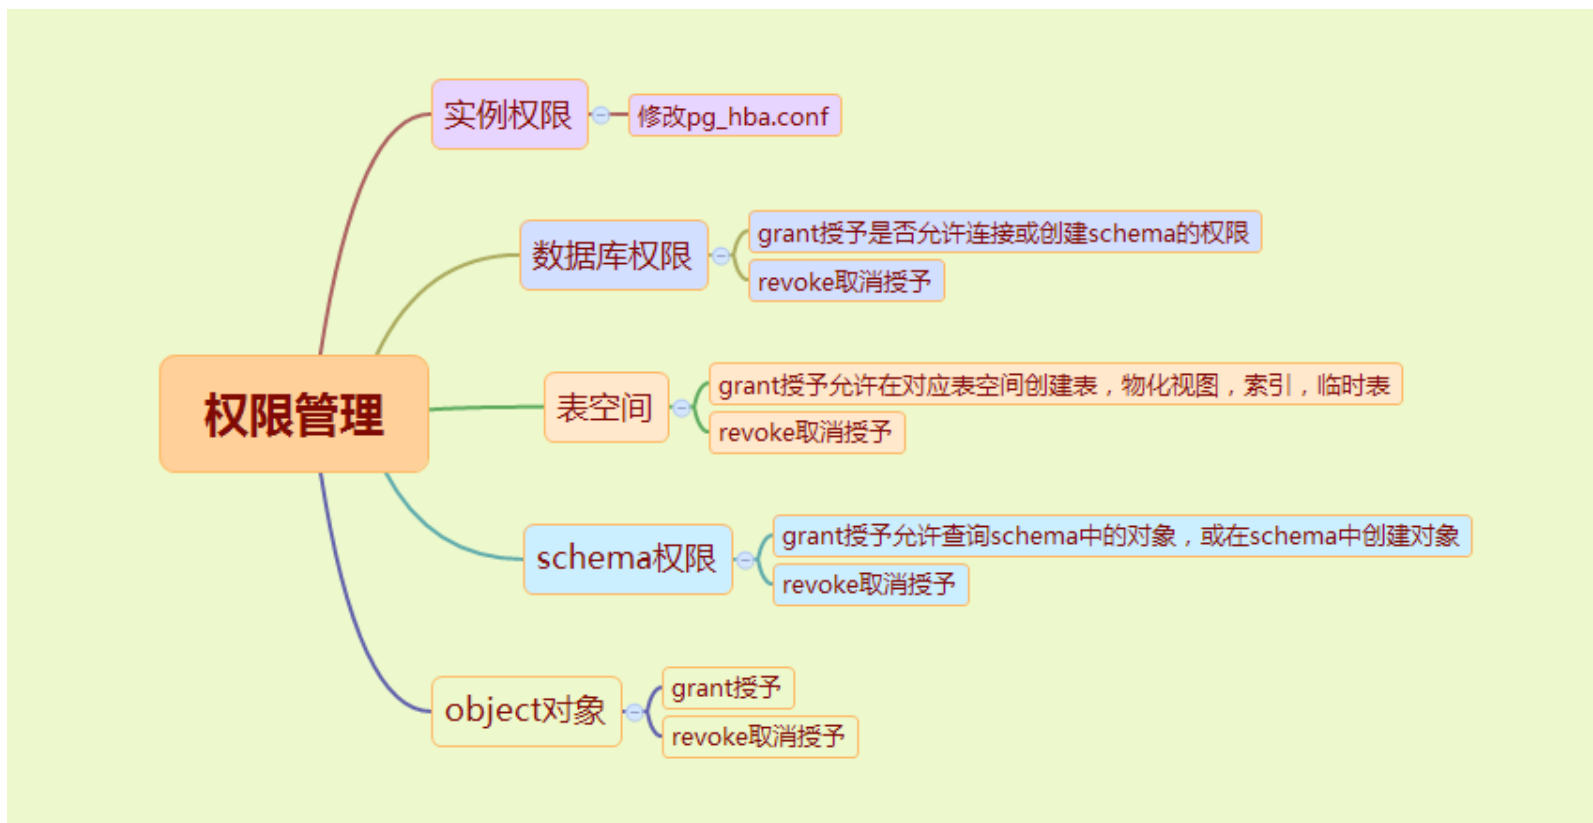 实例权限
修改pg_hba.conf
数据库权限
grant授予是否允许连接或创建schema的权限
revoke取消授予
权限管理
表空间
grant授予允许在对应表空间创建表，物化视图，索引，临时表
revoke取消授予
schema权限
grant授予允许查询schema中的对象，或在schema中创建对象
revoke取消授予
object对象
grant授予
revoke取消授予